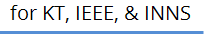 for KT, IEEE, & INNS